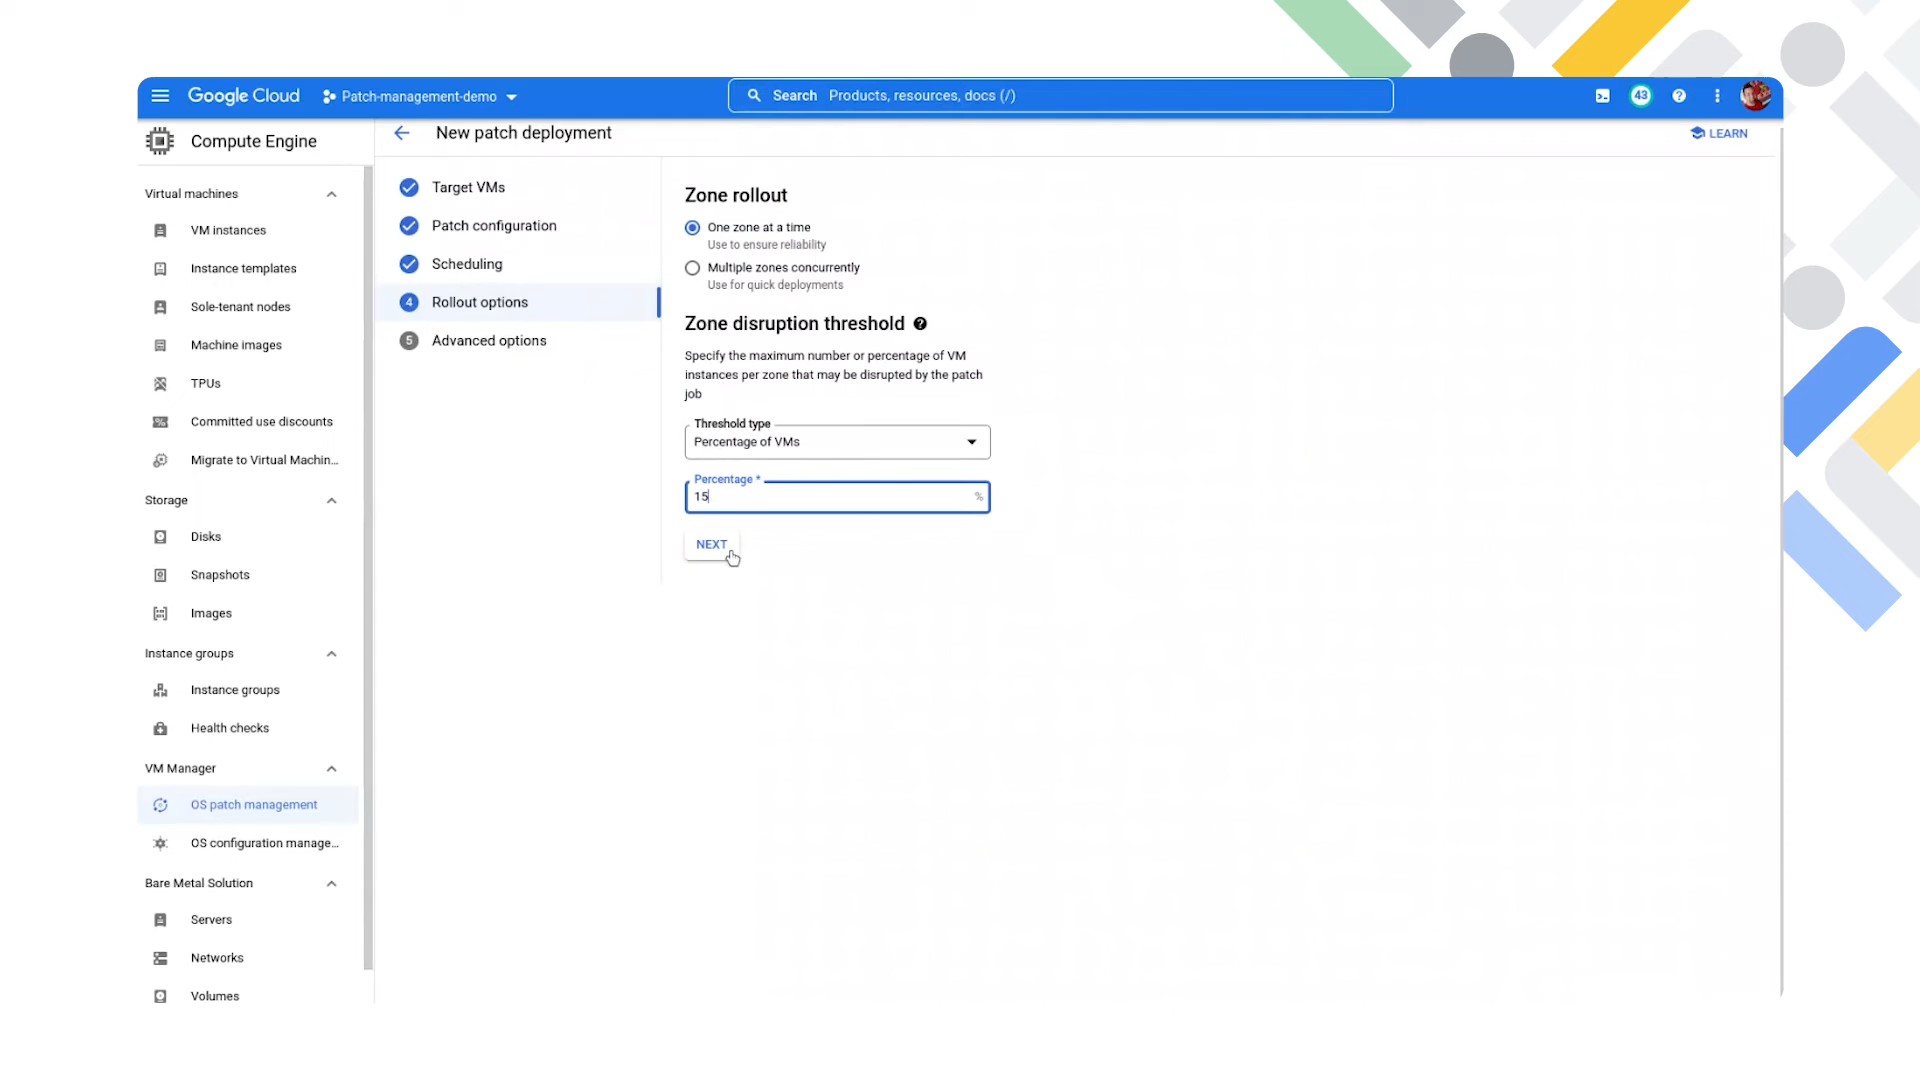 Google Cloud
Patch-management-demo
Search Products, resources, docs (/)
43
Compute Engine
New patch deployment
LEARN
Virtual machines
VM instances
Instance templates
Sole-tenant nodes
Machine images
TPUs
Committed use discounts
Migrate to Virtual Machin...
Storage
Disks
Snapshots
Images
Instance groups
Instance groups
Health checks
VM Manager
OS patch management
OS configuration manage...
Bare Metal Solution
Servers
Networks
Volumes
Target VMs
Patch configuration
Scheduling
4 Rollout options
5 Advanced options
Zone rollout
One zone at a time
Use to ensure reliability
Multiple zones concurrently
Use for quick deployments
Zone disruption threshold
Specify the maximum number or percentage of VM
instances per zone that may be disrupted by the patch
job
Threshold type
Percentage of VMs
Percentage *
15 %
NEXT